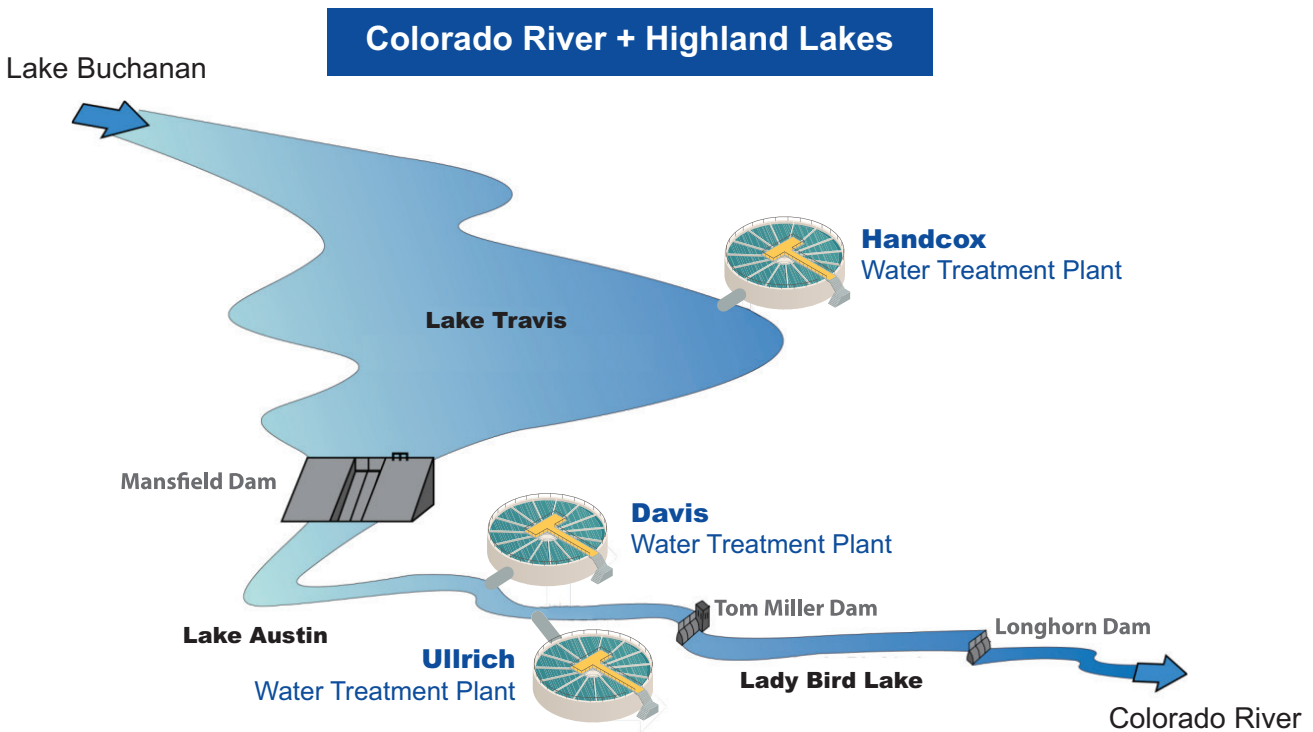 Colorado River + Highland Lakes
Lake Buchanan
Handcox
Water Treatment Plant
Lake Travis
Mansfield Dam
Davis
Water Treatment Plant
Tom Miller Dam
Longhorn Dam
Lake Austin
Ullrich
Water Treatment Plant
Lady Bird Lake
Colorado River